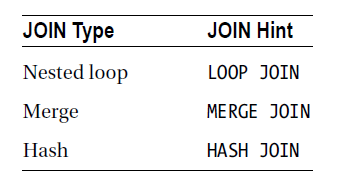 JOIN Type JOIN Hint
Nested loop LOOP JOIN
Merge MERGE JOIN
Hash HASH JOIN